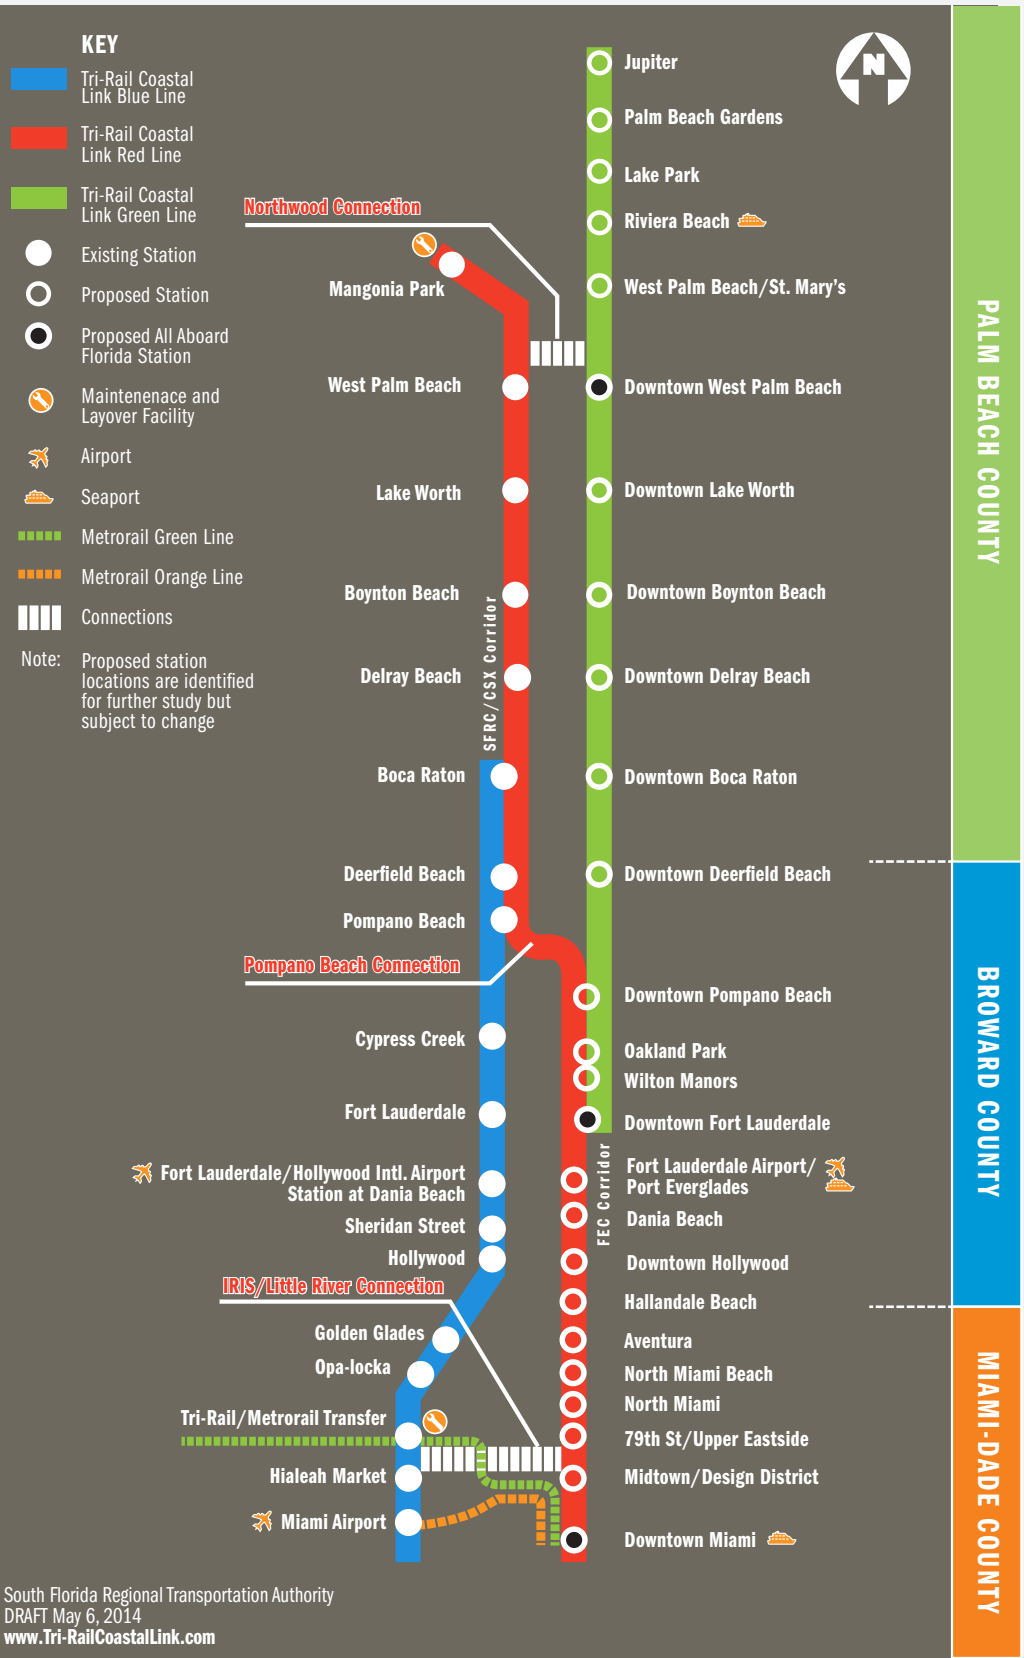 KEY
Tri-Rail Coastal
Link Blue Line
Tri-Rail Coastal
Link Red Line
Tri-Rail Coastal
Link Green Line
Existing Station
Proposed Station
Proposed All Aboard
Florida Station
Maintenenace and
Layover Facility
Airport
Seaport
Metrorail Green Line
Metrorail Orange Line
Connections
Note:
Proposed station
locations are identified
for further study but
subject to change
N
Northwood Connection
Mangonia Park
West Palm Beach
Lake Worth
Boynton Beach
Delray Beach
SFRC/CSX Corridor
Boca Raton
Deerfield Beach
Pompano Beach
Pompano Beach Connection
Cypress Creek
Fort Lauderdale
Fort Lauderdale/Hollywood Intl. Airport
Station at Dania Beach
Sheridan Street
Hollywood
IRIS/Little River Connection
Golden Glades
Opa-locka
Tri-Rail/Metrorail Transfer
Hialeah Market
Miami Airport
Jupiter
Palm Beach Gardens
Lake Park
Riviera Beach
West Palm Beach/St. Mary's
Downtown West Palm Beach
Downtown Lake Worth
Downtown Boynton Beach
Downtown Delray Beach
Downtown Boca Raton
Downtown Deerfield Beach
Downtown Pompano Beach
Oakland Park
Wilton Manors
Downtown Fort Lauderdale
FEC Corridor
Fort Lauderdale Airport/
Port Everglades
Dania Beach
Downtown Hollywood
Hallandale Beach
Aventura
North Miami Beach
North Miami
79th St/Upper Eastside
Midtown/Design District
Downtown Miami
PALM BEACH COUNTY
BROWARD COUNTY
MIAMI-DADE COUNTY
South Florida Regional Transportation Authority
DRAFT May 6, 2014
www.Tri-RailCoastalLink.com